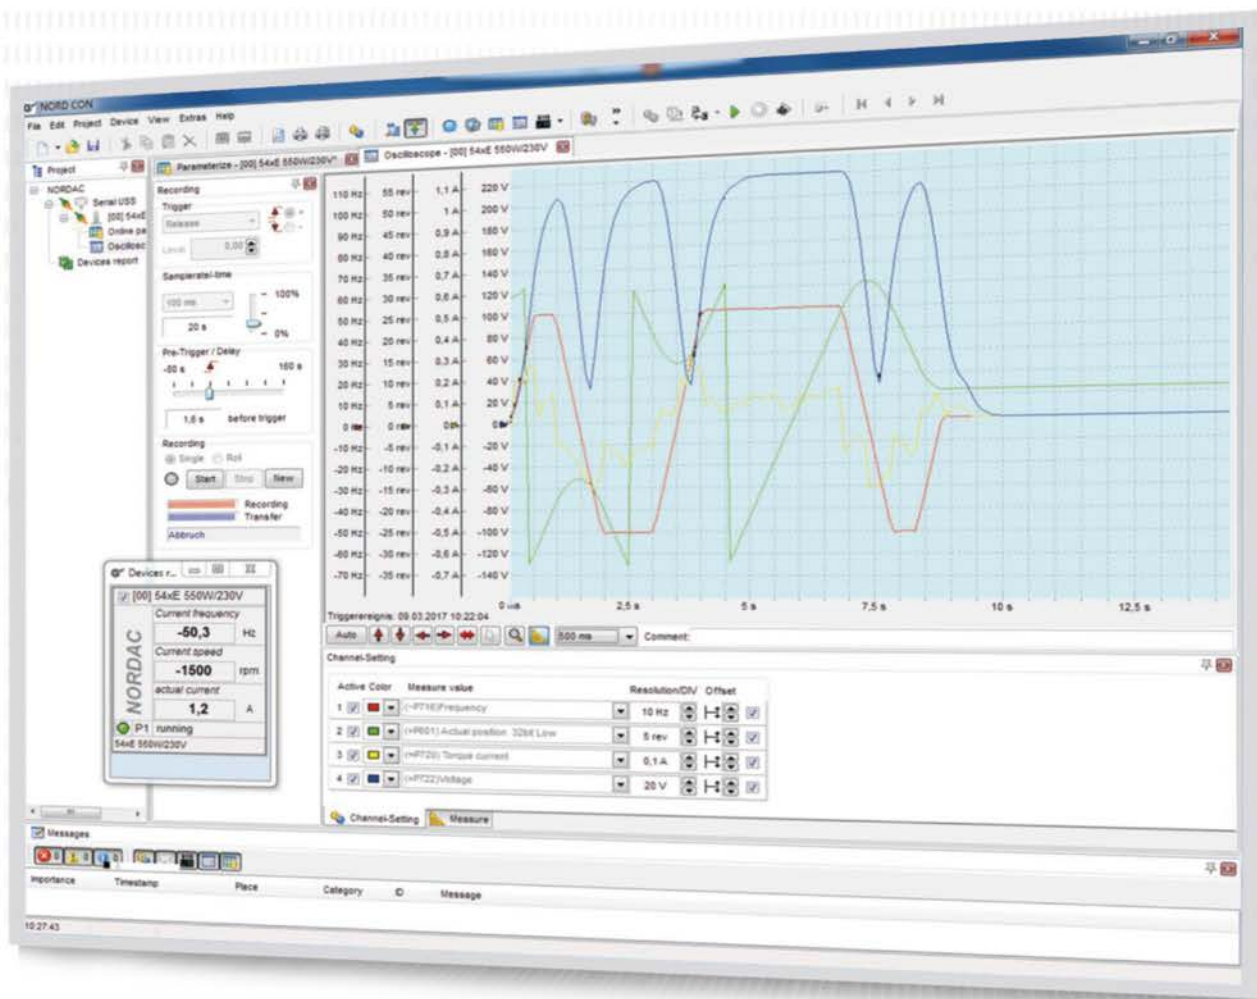 NORD CON
File Edit Project Device View Extras Help
Project
NORDAC
Serial USS
[00] 54xE
Online pa
Oscillosc
Devices report
Parameterize - [00] 54xE 550W/230V*
Oscilloscope - [00] 54xE 550W/230V
Recording
Trigger
Release
Level 0,00
Samplerate/-time
100 ms
100%
20 s
0%
Pre-Trigger / Delay
-80 s 160 s
1,6 s before trigger
Recording
Single Roll
Start Stop New
Recording
Transfer
Abbruch
110 Hz 55 rev 1,1 A 220 V
100 Hz 50 rev 1 A 200 V
90 Hz 45 rev 0,9 A 180 V
80 Hz 40 rev 0,8 A 160 V
70 Hz 35 rev 0,7 A 140 V
60 Hz 30 rev 0,6 A 120 V
50 Hz 25 rev 0,5 A 100 V
40 Hz 20 rev 0,4 A 80 V
30 Hz 15 rev 0,3 A 60 V
20 Hz 10 rev 0,2 A 40 V
10 Hz 5 rev 0,1 A 20 V
0 Hz 0 rev 0 A 0 V
-10 Hz -5 rev -0,1 A -20 V
-20 Hz -10 rev -0,2 A -40 V
-30 Hz -15 rev -0,3 A -60 V
-40 Hz -20 rev -0,4 A -80 V
-50 Hz -25 rev -0,5 A -100 V
-60 Hz -30 rev -0,6 A -120 V
-70 Hz -35 rev -0,7 A -140 V
0 ms 2,5 s 5 s 7,5 s 10 s 12,5 s
Triggerereignis: 09.03.2017 10:22:04
Auto 500 ms Comment:
Channel-Setting
Active Color Measure value Resolution/DIV Offset
1 (=P716)Frequency 10 Hz
2 (=P601) Actual position 32bit Low 5 rev
3 (=P720) Torque current 0,1 A
4 (=P722)Voltage 20 V
Channel-Setting Measure
Devices r...
[00] 54xE 550W/230V
NORDAC
Current frequency
-50,3 Hz
Current speed
-1500 rpm
actual current
1,2 A
P1 running
54xE 550W/230V
Messages
0 0 0
Importance Timestamp Place Category ID Message
10:27:43